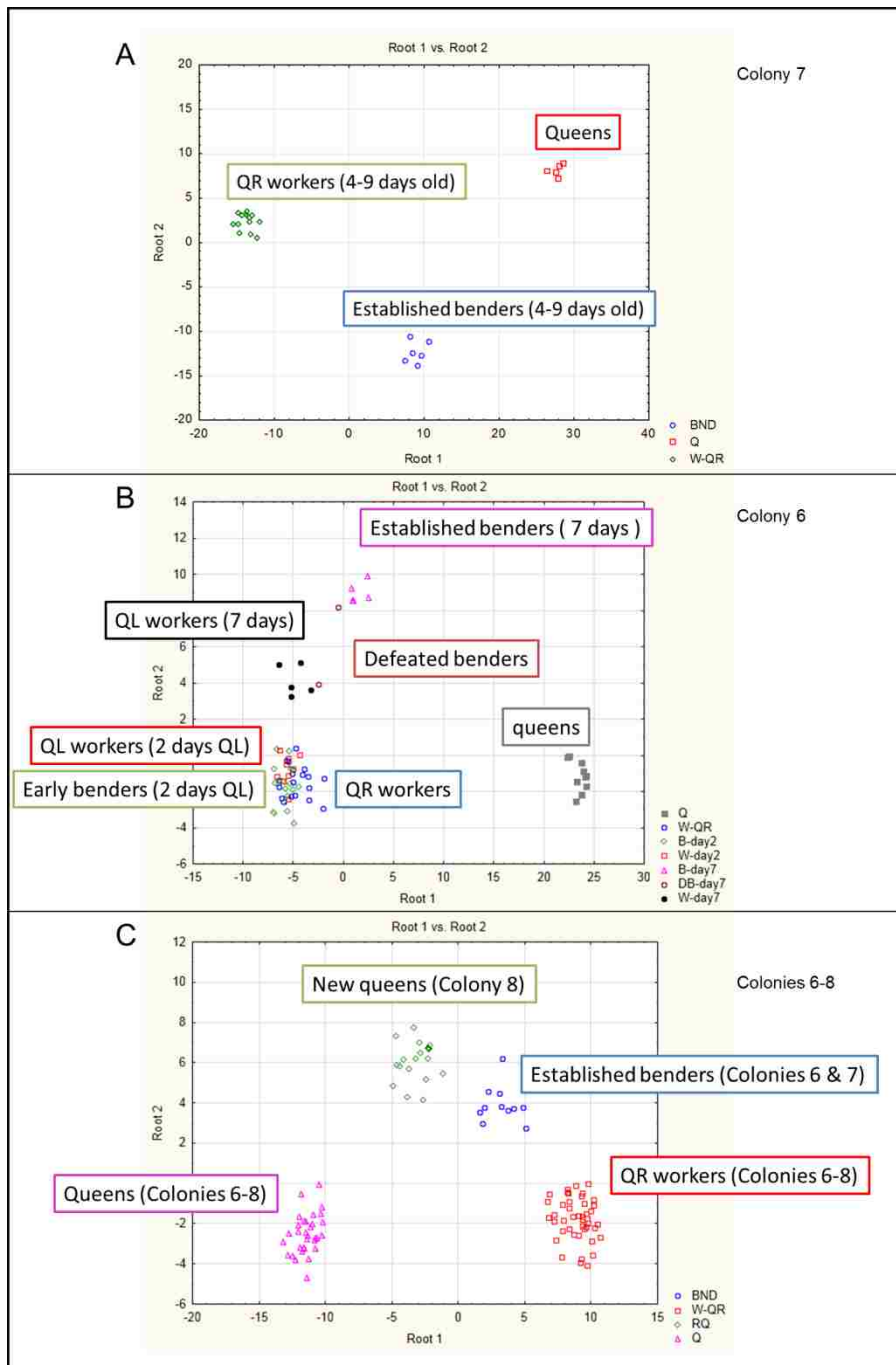 A
Root 1 vs. Root 2
Colony 7
20
15
10
5
0
-5
-10
-15
-20
Root 2
Queens
QR workers (4-9 days old)
Established benders (4-9 days old)
-20 -10 0 10 20 30 40
Root 1
BND
Q
W-QR
B
Root 1 vs. Root 2
Colony 6
14
12
10
8
6
4
2
0
-2
-4
-6
Root 2
Established benders ( 7 days )
QL workers (7 days)
Defeated benders
queens
QL workers (2 days QL)
Early benders (2 days QL)
QR workers
-15 -10 -5 0 5 10 15 20 25 30
Root 1
Q
W-QR
B-day2
W-day2
B-day7
DB-day7
W-day7
C
Root 1 vs. Root 2
Colonies 6-8
12
10
8
6
4
2
0
-2
-4
-6
Root 2
New queens (Colony 8)
Established benders (Colonies 6 & 7)
Queens (Colonies 6-8)
QR workers (Colonies 6-8)
-20 -15 -10 -5 0 5 10 15
Root 1
BND
W-QR
RQ
Q